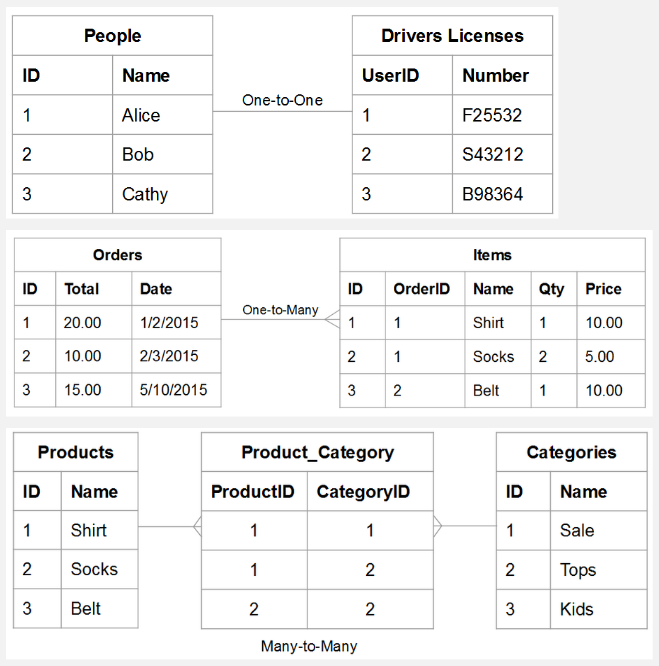 People
Drivers Licenses
ID Name
UserID Number
One-to-One
1 Alice
1 F25532
2 Bob
2 S43212
3 Cathy
3 B98364
Orders
Items
ID Total Date
ID OrderID Name Qty Price
One-to-Many
1 20.00 1/2/2015
1 1 Shirt 1 10.00
2 10.00 2/3/2015
2 1 Socks 2 5.00
3 15.00 5/10/2015
3 2 Belt 1 10.00
Products
Product_Category
Categories
ID Name
ProductID CategoryID
ID Name
1 Shirt
1 1
1 Sale
2 Socks
1 2
2 Tops
3 Belt
2 2
3 Kids
Many-to-Many